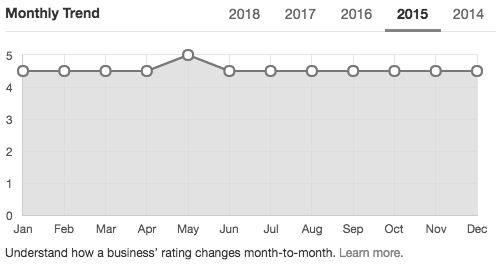 Monthly Trend 2018 2017 2016 2015 2014
5
4
3
2
1
0
Jan Feb Mar Apr May Jun Jul Aug Sep Oct Nov Dec
Understand how a business' rating changes month-to-month. Learn more.